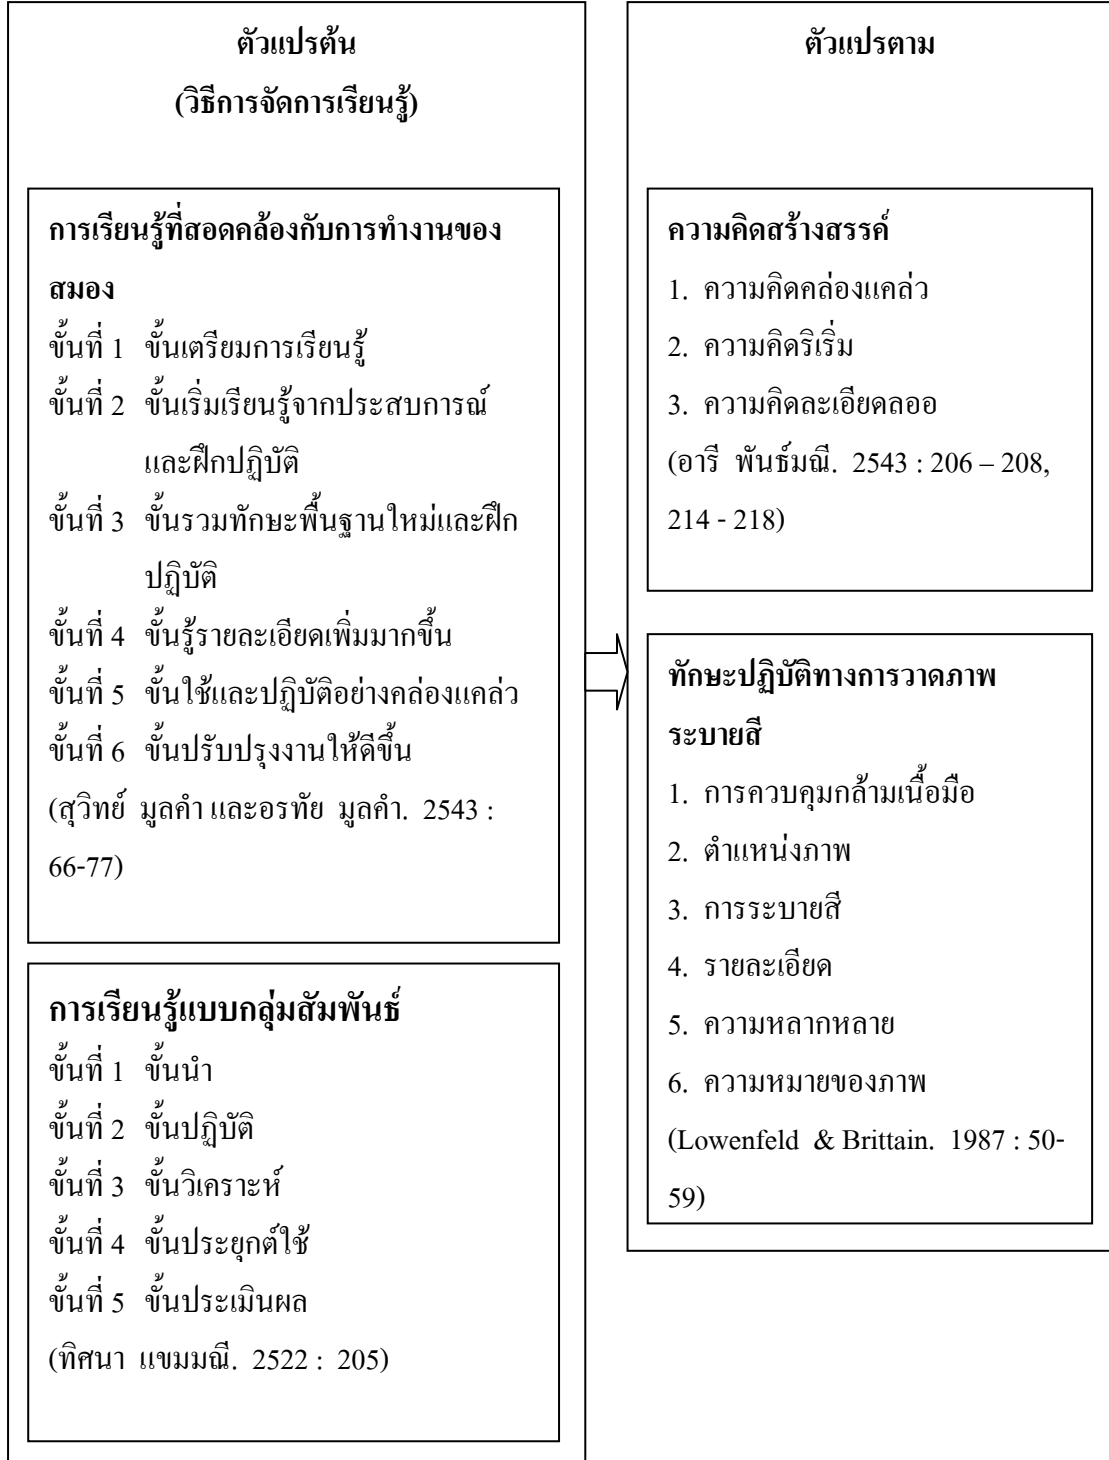 ตัวแปรต้น
(วิธีการจัดการเรียนรู้)
การเรียนรู้ที่สอดคล้องกับการทำงานของ
สมอง
ขั้นที่ 1 ขั้นเตรียมการเรียนรู้
ขั้นที่ 2 ขั้นเริ่มเรียนรู้จากประสบการณ์
และฝึกปฏิบัติ
ขั้นที่ 3 ขั้นรวมทักษะพื้นฐานใหม่และฝึก
ปฏิบัติ
ขั้นที่ 4 ขั้นรู้รายละเอียดเพิ่มมากขึ้น
ขั้นที่ 5 ขั้นใช้และปฏิบัติอย่างคล่องแคล่ว
ขั้นที่ 6 ขั้นปรับปรุงงานให้ดีขึ้น
(สุวิทย์ มูลคำ และอรทัย มูลคำ. 2543 :
66-77)
การเรียนรู้แบบกลุ่มสัมพันธ์
ขั้นที่ 1 ขั้นนำ
ขั้นที่ 2 ขั้นปฏิบัติ
ขั้นที่ 3 ขั้นวิเคราะห์
ขั้นที่ 4 ขั้นประยุกต์ใช้
ขั้นที่ 5 ขั้นประเมินผล
(ทิศนา แขมมณี. 2522 : 205)
ตัวแปรตาม
ความคิดสร้างสรรค์
1. ความคิดคล่องแคล่ว
2. ความคิดริเริ่ม
3. ความคิดละเอียดลออ
(อารี พันธ์มณี. 2543 : 206 – 208,
214 - 218)
ทักษะปฏิบัติทางการวาดภาพ
ระบายสี
1. การควบคุมกล้ามเนื้อมือ
2. ตำแหน่งภาพ
3. การระบายสี
4. รายละเอียด
5. ความหลากหลาย
6. ความหมายของภาพ
(Lowenfeld & Brittain. 1987 : 50-
59)